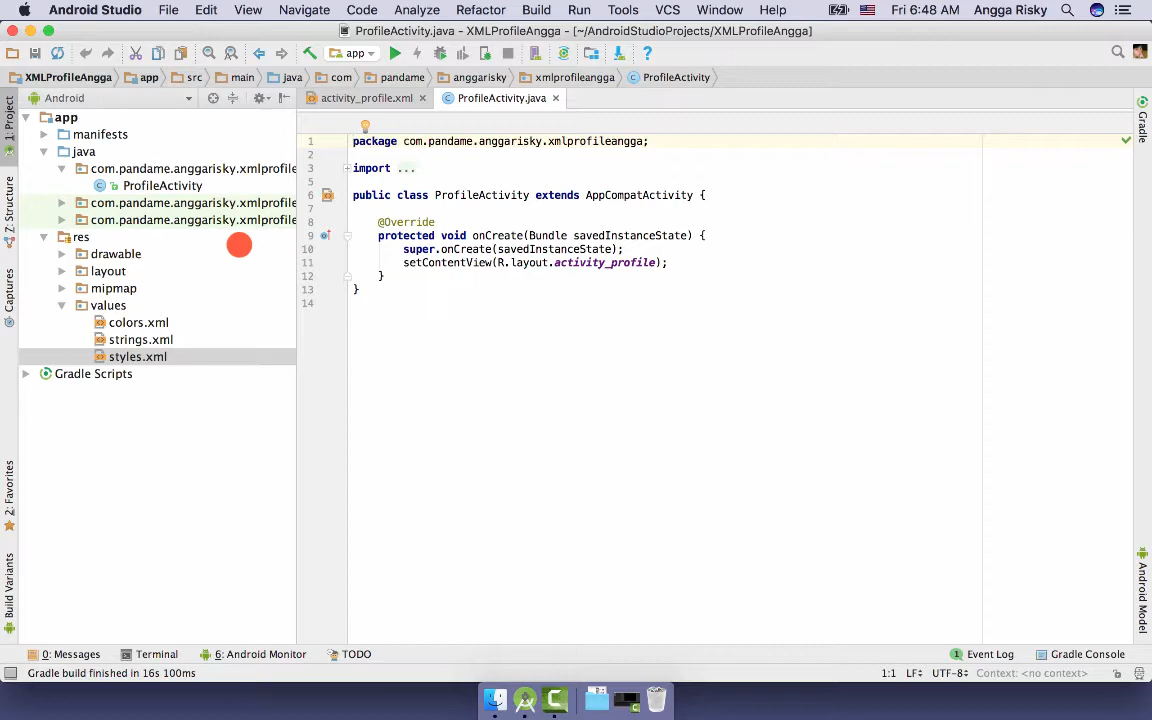 Android Studio File Edit View Navigate Code Analyze Refactor Build Run Tools VCS Window Help Fri 6:48 AM Angga Risky
ProfileActivity.java - XMLProfileAngga - [~/AndroidStudioProjects/XMLProfileAngga]
app
XMLProfileAngga app src main java com pandame anggarisky xmlprofileangga ProfileActivity
1: Project
Z: Structure
Captures
2: Favorites
Build Variants
Android
app
manifests
java
com.pandame.anggarisky.xmlprofile
ProfileActivity
com.pandame.anggarisky.xmlprofile
com.pandame.anggarisky.xmlprofile
res
drawable
layout
mipmap
values
colors.xml
strings.xml
styles.xml
Gradle Scripts
activity_profile.xml ProfileActivity.java
1 package com.pandame.anggarisky.xmlprofileangga;
2
3 import ...
5
6 public class ProfileActivity extends AppCompatActivity {
7
8 @Override
9 protected void onCreate(Bundle savedInstanceState) {
10 super.onCreate(savedInstanceState);
11 setContentView(R.layout.activity_profile);
12 }
13 }
14
Gradle
Android Model
0: Messages Terminal 6: Android Monitor TODO 1 Event Log Gradle Console
Gradle build finished in 16s 100ms 1:1 LF UTF-8 Context: <no context>